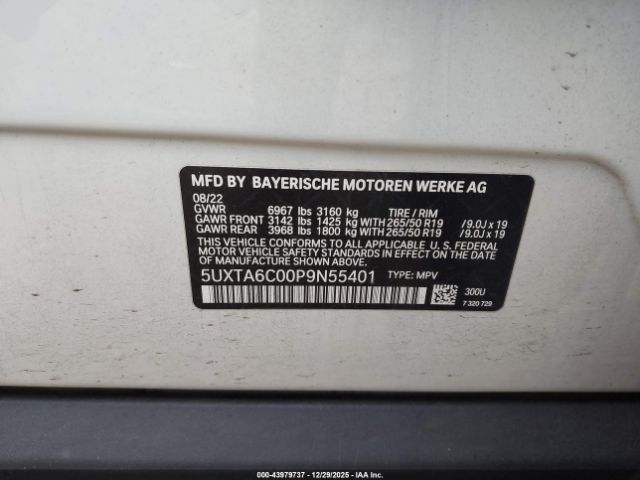 MFD BY BAYERISCHE MOTOREN WERKE AG
08/22
GVWR 6967 lbs 3160 kg TIRE / RIM
GAWR FRONT 3142 lbs 1425 kg WITH 265/50 R19 /9.0J x 19
GAWR REAR 3968 lbs 1800 kg WITH 265/50 R19 /9.0J x 19
THIS VEHICLE CONFORMS TO ALL APPLICABLE U.S. FEDERAL
MOTOR VEHICLE SAFETY STANDARDS IN EFFECT ON THE DATE
OF MANUFACTURE SHOWN ABOVE.
5UXTA6C00P9N55401 TYPE: MPV
300U
7 320 729
000-43979737 - 12/29/2025 - IAA Inc.